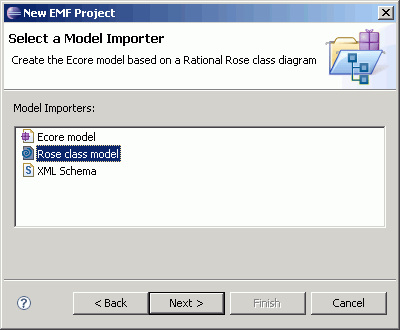 New EMF Project
Select a Model Importer
Create the Ecore model based on a Rational Rose class diagram
Model Importers:
Ecore model
Rose class model
XML Schema
? < Back Next > Finish Cancel